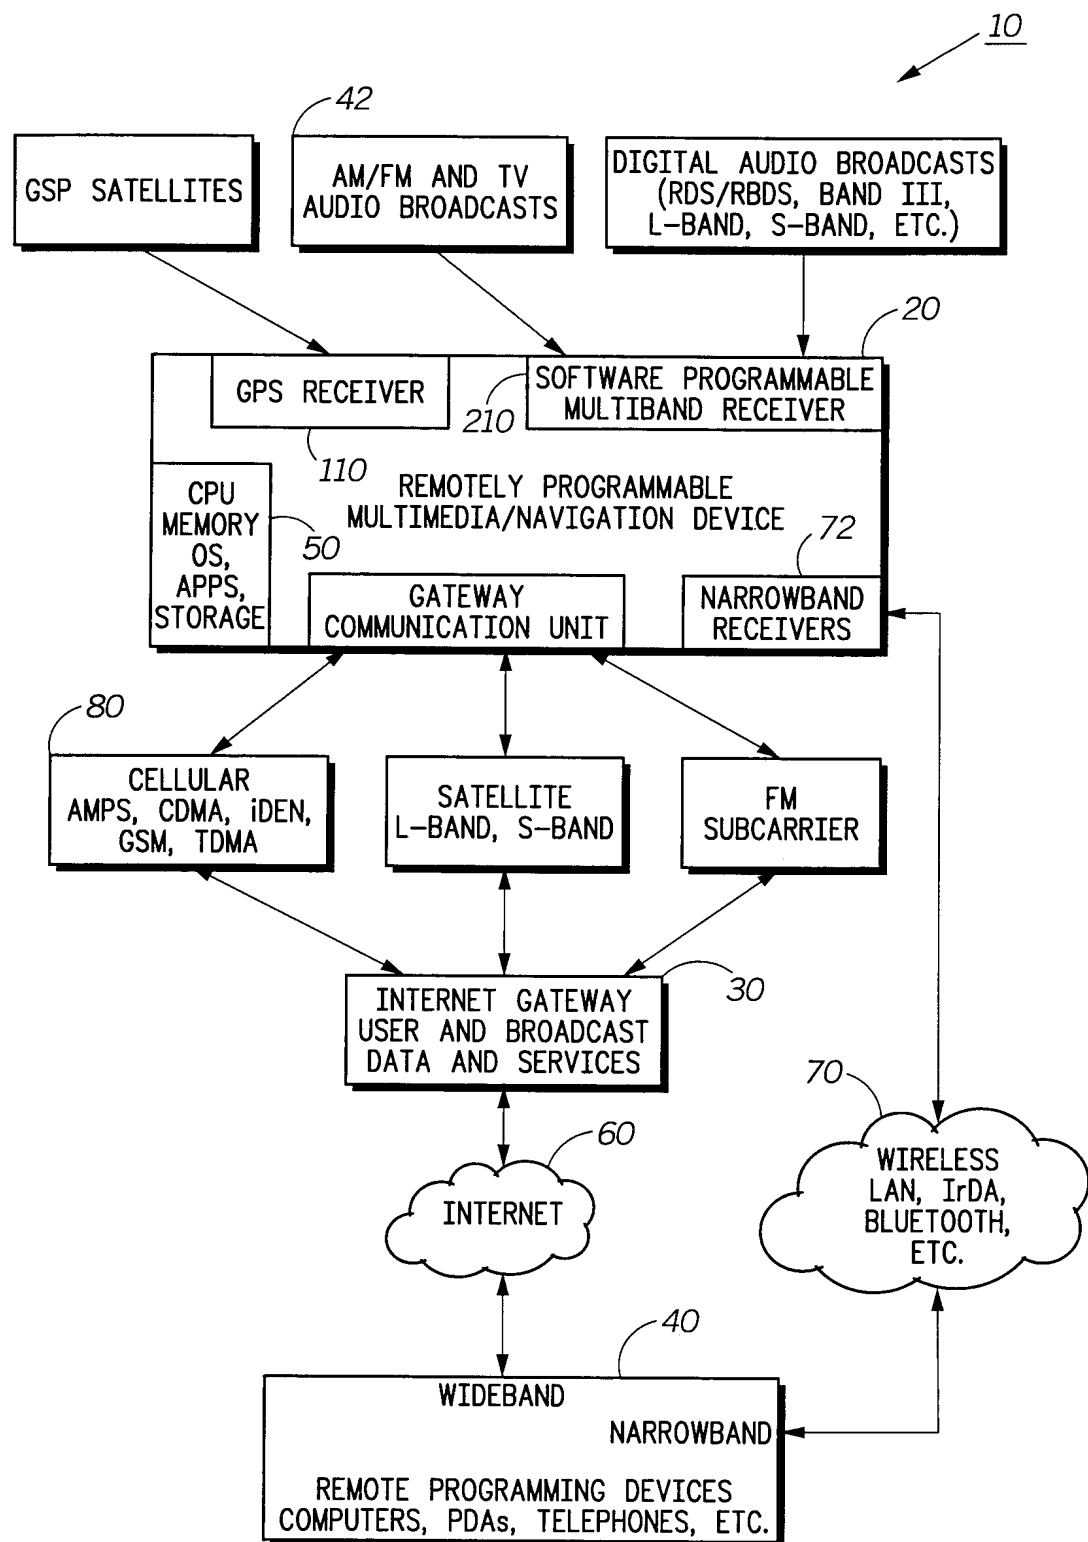 10
42
GSP SATELLITES
AM/FM AND TV
AUDIO BROADCASTS
DIGITAL AUDIO BROADCASTS
(RDS/RBDS, BAND III,
L-BAND, S-BAND, ETC.)
20
GPS RECEIVER
110
210
SOFTWARE PROGRAMMABLE
MULTIBAND RECEIVER
REMOTELY PROGRAMMABLE
MULTIMEDIA/NAVIGATION DEVICE
CPU
MEMORY
OS,
APPS,
STORAGE
50
72
GATEWAY
COMMUNICATION UNIT
NARROWBAND
RECEIVERS
80
CELLULAR
AMPS, CDMA, iDEN,
GSM, TDMA
SATELLITE
L-BAND, S-BAND
FM
SUBCARRIER
30
INTERNET GATEWAY
USER AND BROADCAST
DATA AND SERVICES
60
INTERNET
70
WIRELESS
LAN, IrDA,
BLUETOOTH,
ETC.
40
WIDEBAND
NARROWBAND
REMOTE PROGRAMMING DEVICES
COMPUTERS, PDAs, TELEPHONES, ETC.